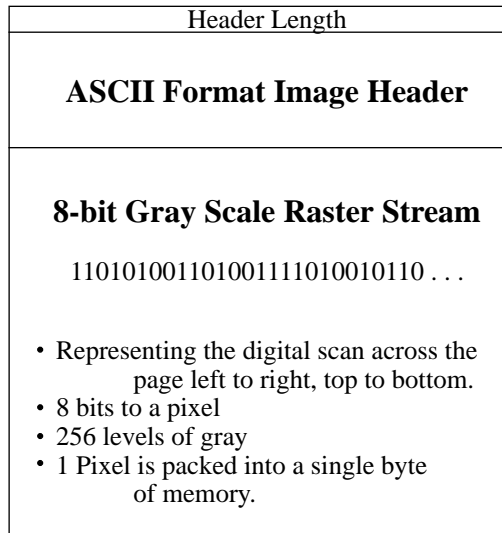 Header Length
ASCII Format Image Header
8-bit Gray Scale Raster Stream
110101001101001111010010110 . . .
• Representing the digital scan across the
page left to right, top to bottom.
• 8 bits to a pixel
• 256 levels of gray
• 1 Pixel is packed into a single byte
of memory.